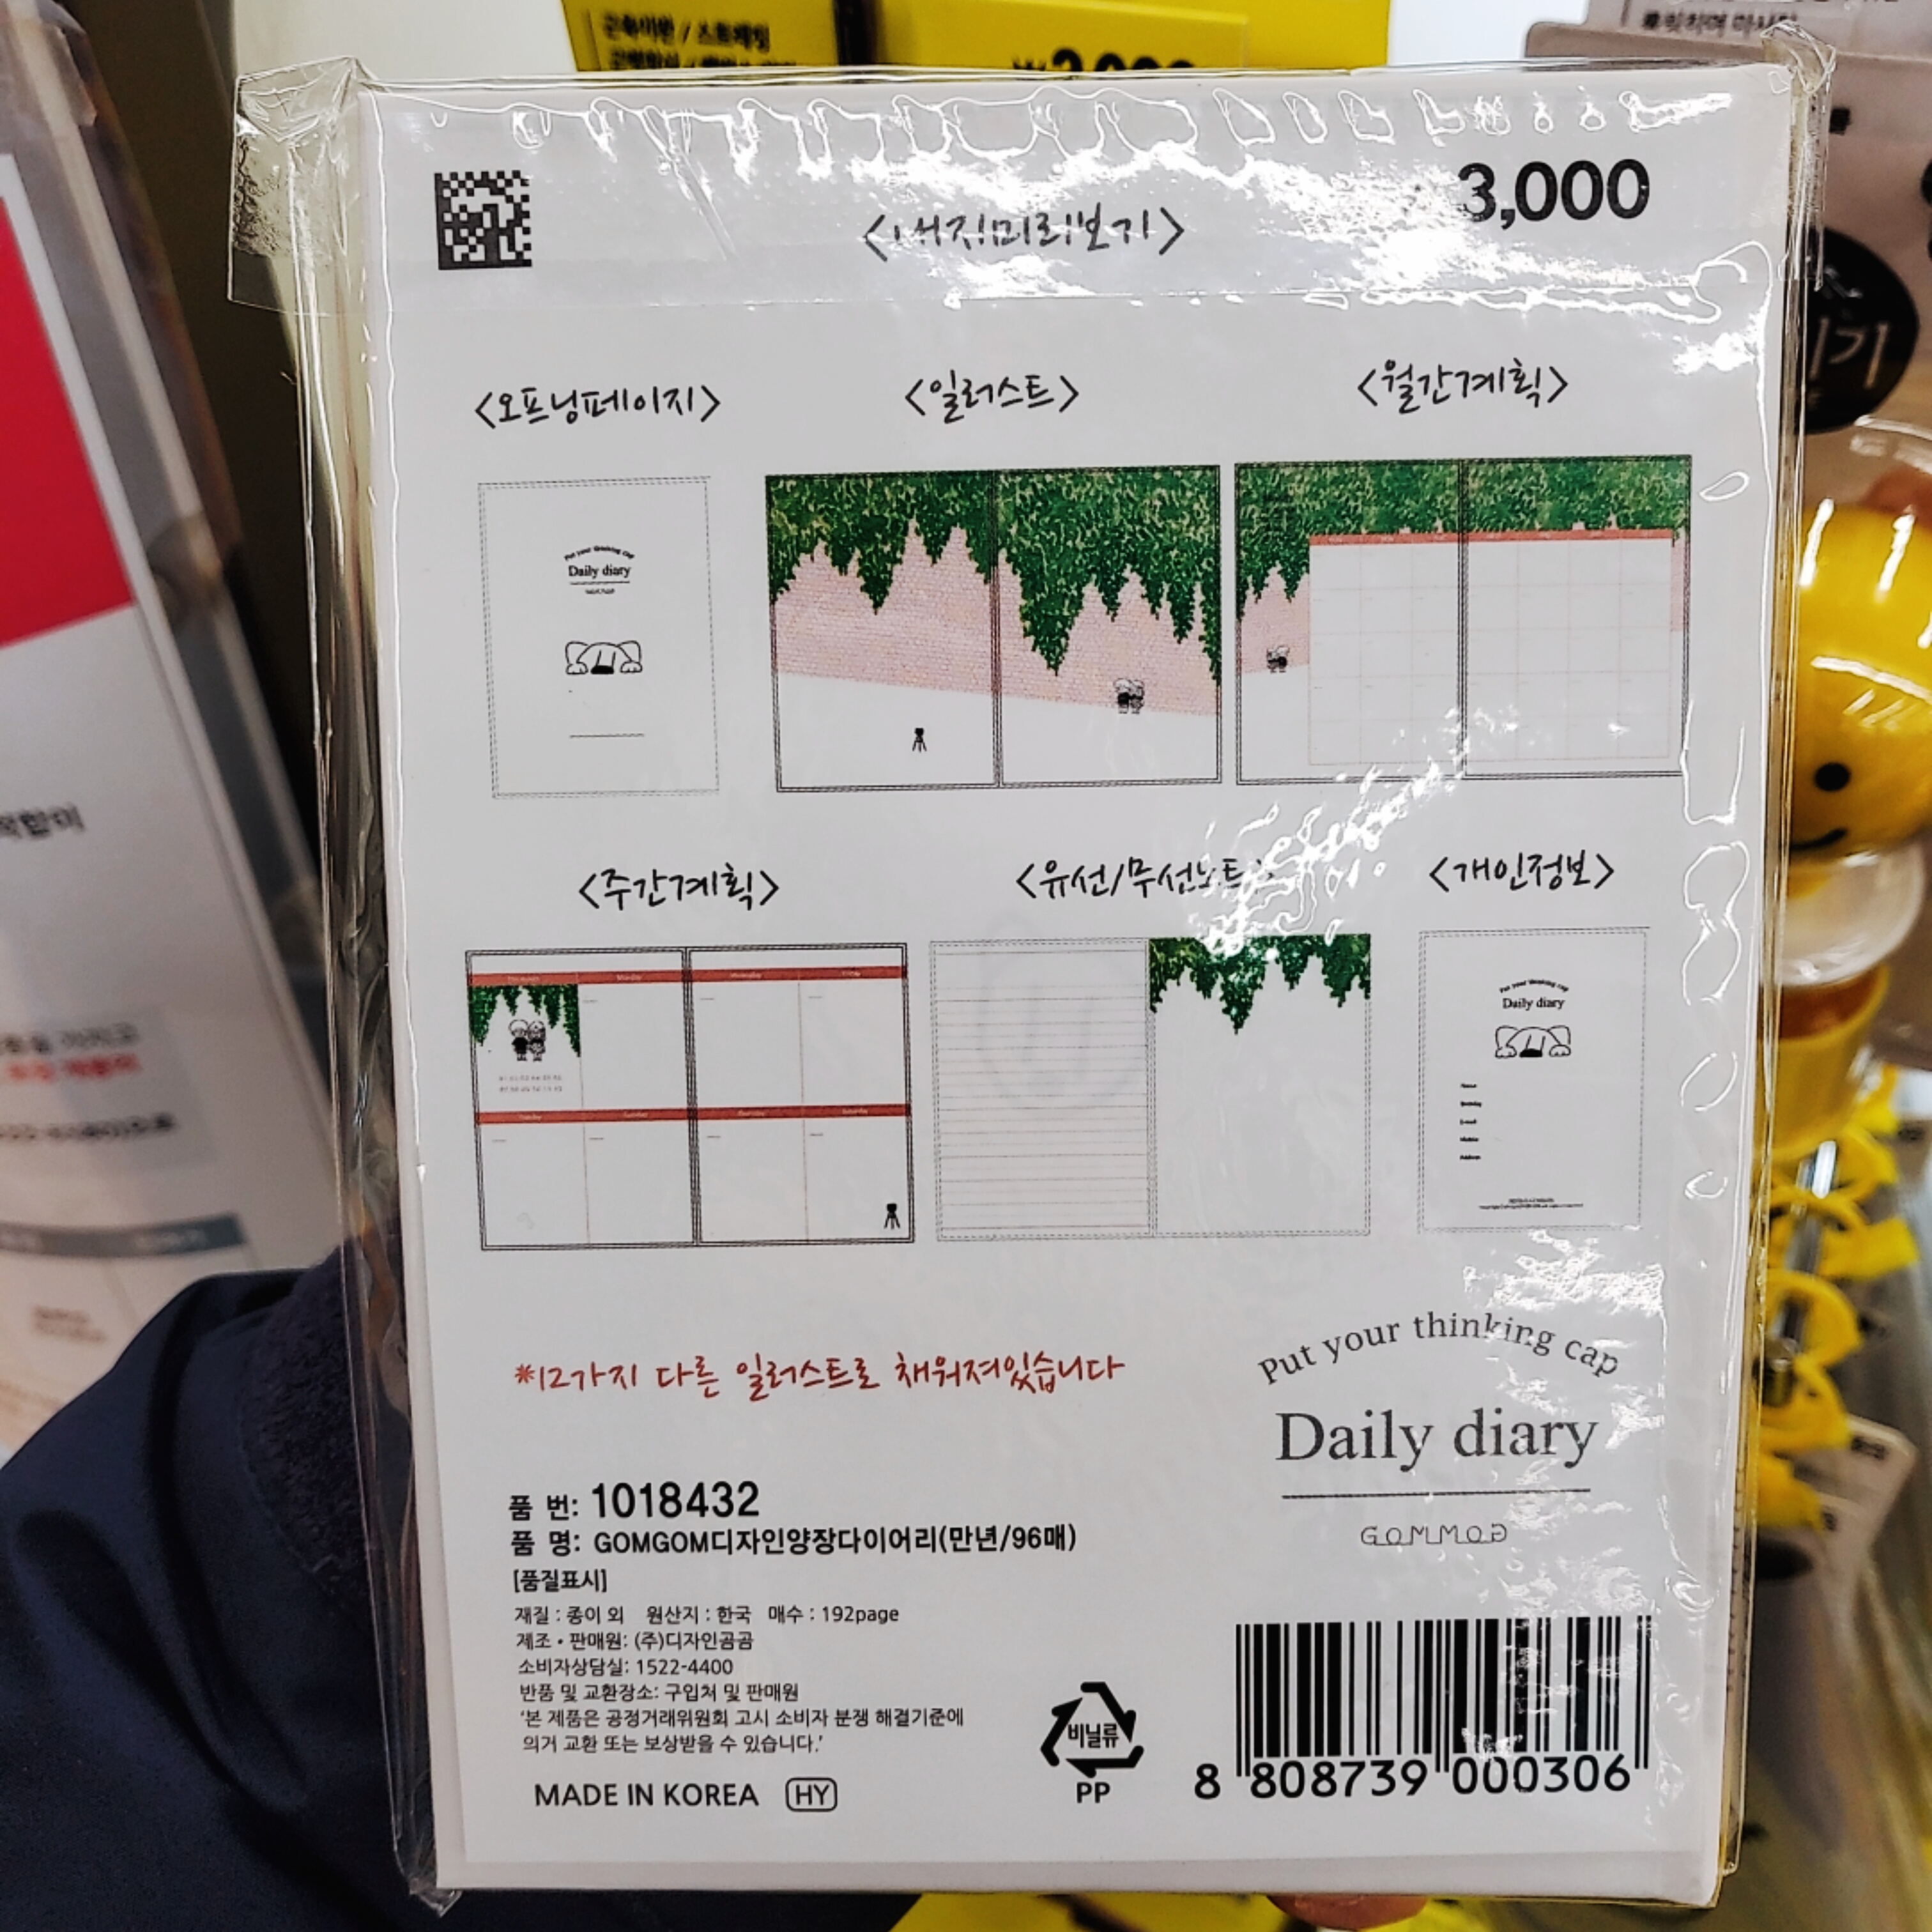 3,000
<내지미리보기>
<오프닝페이지>
<일러스트>
<월간계획>
Put your thinking cap
Daily diary
<주간계획>
<유선/무선노트>
<개인정보>
Put your thinking cap
Daily diary
*12가지 다른 일러스트로 채워져있습니다
Put your thinking cap
Daily diary
GOMMOG
품 번: 1018432
품 명: GOMGOM디자인양장다이어리(만년/96매)
[품질표시]
재질 : 종이 외 원산지 : 한국 매수 : 192page
제조 • 판매원: (주)디자인곰곰
소비자상담실: 1522-4400
반품 및 교환장소: 구입처 및 판매원
'본 제품은 공정거래위원회 고시 소비자 분쟁 해결기준에
의거 교환 또는 보상받을 수 있습니다.'
MADE IN KOREA HY
비닐류
PP
8 808739 000306